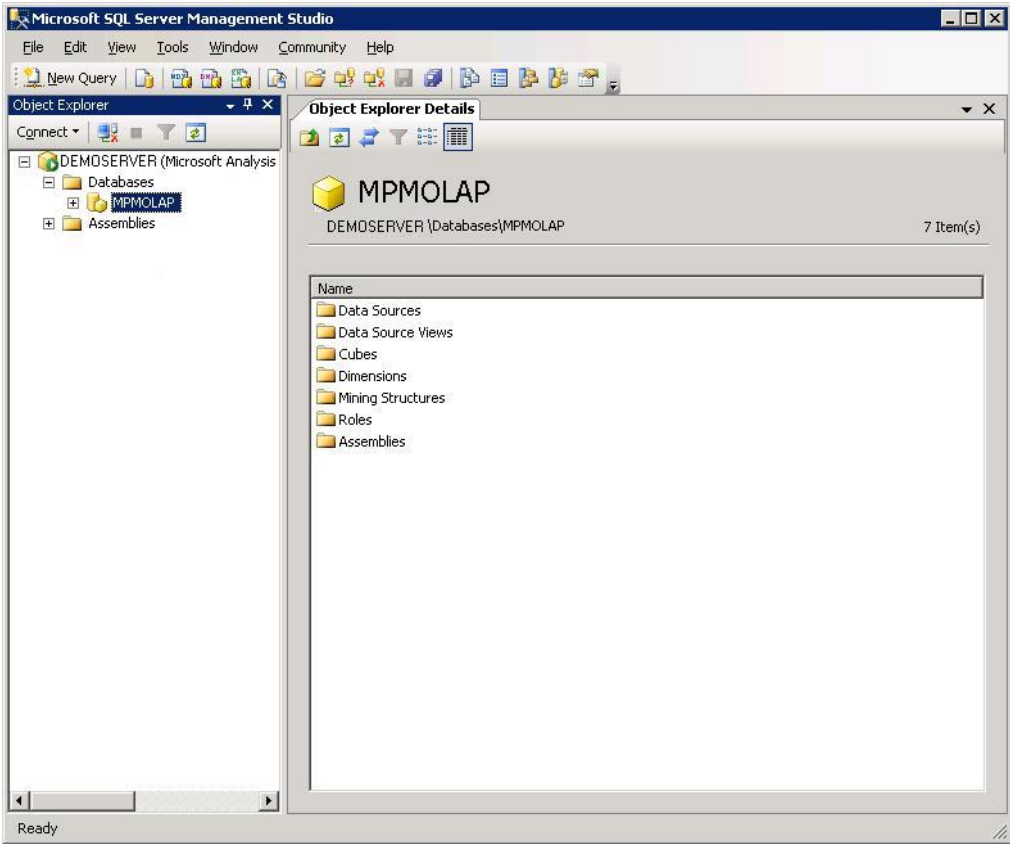 Microsoft SQL Server Management Studio
File Edit View Tools Window Community Help
New Query
Object Explorer
Connect
DEMOSERVER (Microsoft Analysis
Databases
MPMOLAP
Assemblies
Object Explorer Details
MPMOLAP
DEMOSERVER \Databases\MPMOLAP 7 Item(s)
Name
Data Sources
Data Source Views
Cubes
Dimensions
Mining Structures
Roles
Assemblies
Ready